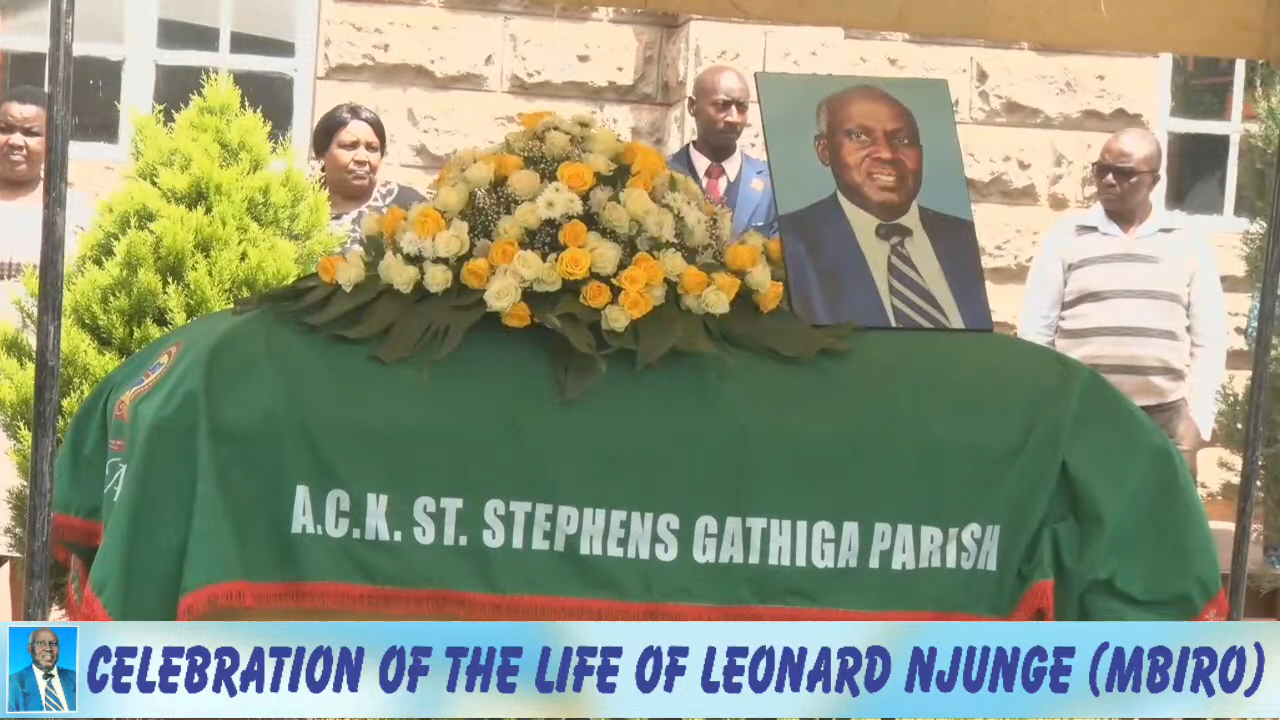 A.C.K. ST. STEPHENS GATHIGA PARISH
CELEBRATION OF THE LIFE OF LEONARD NJUNGE (MBIRO)